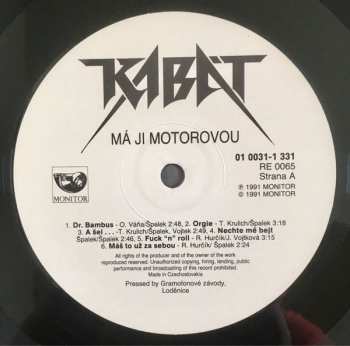 KABÁT
MÁ JI MOTOROVOU
01 0031-1 331
RE 0065
Strana A
MONITOR
℗ 1991 MONITOR
© 1991 MONITOR
1. Dr. Bambus - O. Váňa/Špalek 2:48, 2. Orgie - T. Krulich/Špalek 3:18
3. A šel . . . -T. Krulich/Špalek, Vojtek 2:49, 4. Nechte mě bejt
Špalek/Špalek 2:46, 5. Fuck "n" roll - R. Hurčík/J. Vojtková 3:15
6. Máš to už za sebou - R. Hurčík/ Špalek 2:24
All rights of the producer and of the owner of the work
reproduced reserved. Unauthorized copying, hiring, lending, public
performance and broadcasting of this record prohibited.
Made in Czechoslovakia
Pressed by Gramofonové závody,
Loděnice